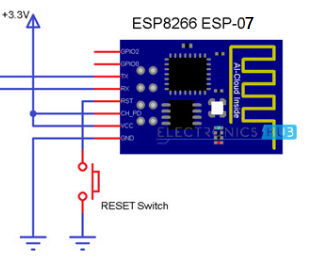 +3.3V
ESP8266 ESP-07
GPIO2
GPIO0
TX
RX
RST
CH_PD
VCC
GND
AI-Cloud Inside
ELECTRONICS HUB
RESET Switch